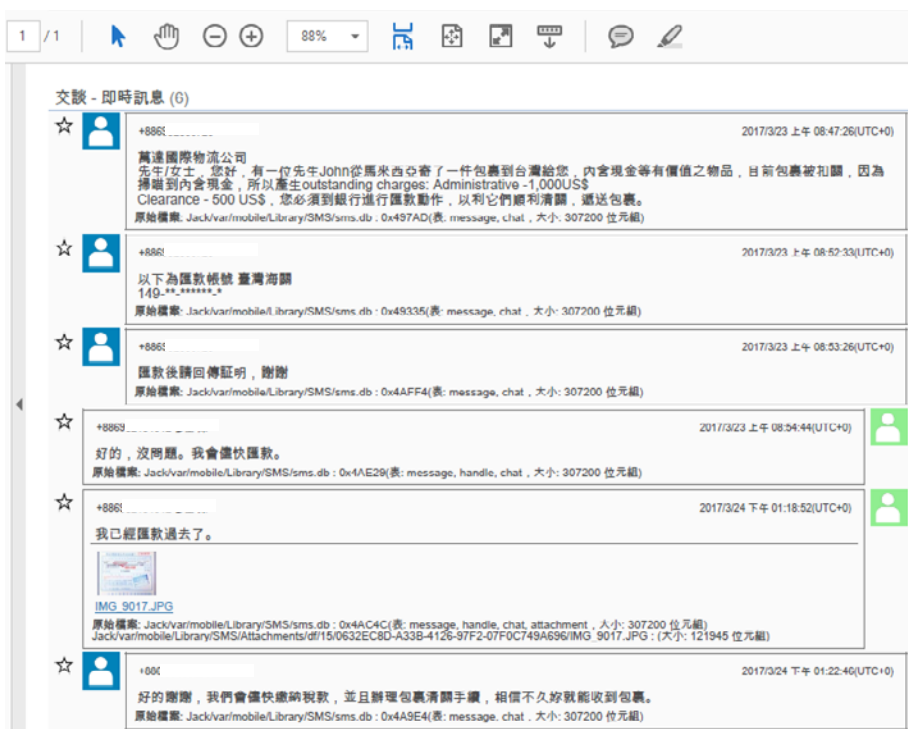 1 / 1
88%
交談 - 即時訊息 (6)
2017/3/23 上午 08:47:26(UTC+0)
萬達國際物流公司
先生/女士，您好，有一位先生John從馬來西亞寄了一件包裹到台灣給您，內含現金等有價值之物品，目前包裹被扣關，因為
掃瞄到內含現金，所以產生outstanding charges: Administrative -1,000US$
Clearance - 500 US$，您必須到銀行進行匯款動作，以利它們順利清關，遞送包裹。
原始檔案: Jack/var/mobile/Library/SMS/sms.db : 0x497AD(表: message, chat，大小: 307200 位元組)
2017/3/23 上午 08:52:33(UTC+0)
以下為匯款帳號 臺灣海關
149-**-******-*
原始檔案: Jack/var/mobile/Library/SMS/sms.db : 0x49335(表: message, chat，大小: 307200 位元組)
2017/3/23 上午 08:53:26(UTC+0)
匯款後請回傳証明，謝謝
原始檔案: Jack/var/mobile/Library/SMS/sms.db : 0x4AFF4(表: message, chat，大小: 307200 位元組)
2017/3/23 上午 08:54:44(UTC+0)
好的，沒問題。我會儘快匯款。
原始檔案: Jack/var/mobile/Library/SMS/sms.db : 0x4AE29(表: message, handle, chat，大小: 307200 位元組)
2017/3/24 下午 01:18:52(UTC+0)
我已經匯款過去了。
IMG_9017.JPG
原始檔案: Jack/var/mobile/Library/SMS/sms.db : 0x4AC4C(表: message, handle, chat, attachment，大小: 307200 位元組)
Jack/var/mobile/Library/SMS/Attachments/df/15/0632EC8D-A33B-4126-97F2-07F0C749A696/IMG_9017.JPG : (大小: 121945 位元組)
2017/3/24 下午 01:22:46(UTC+0)
好的謝謝，我們會儘快繳納稅款，並且辦理包裹清關手續，相信不久妳就能收到包裹。
原始檔案: Jack/var/mobile/Library/SMS/sms.db : 0x4A9E4(表: message, chat，大小: 307200 位元組)